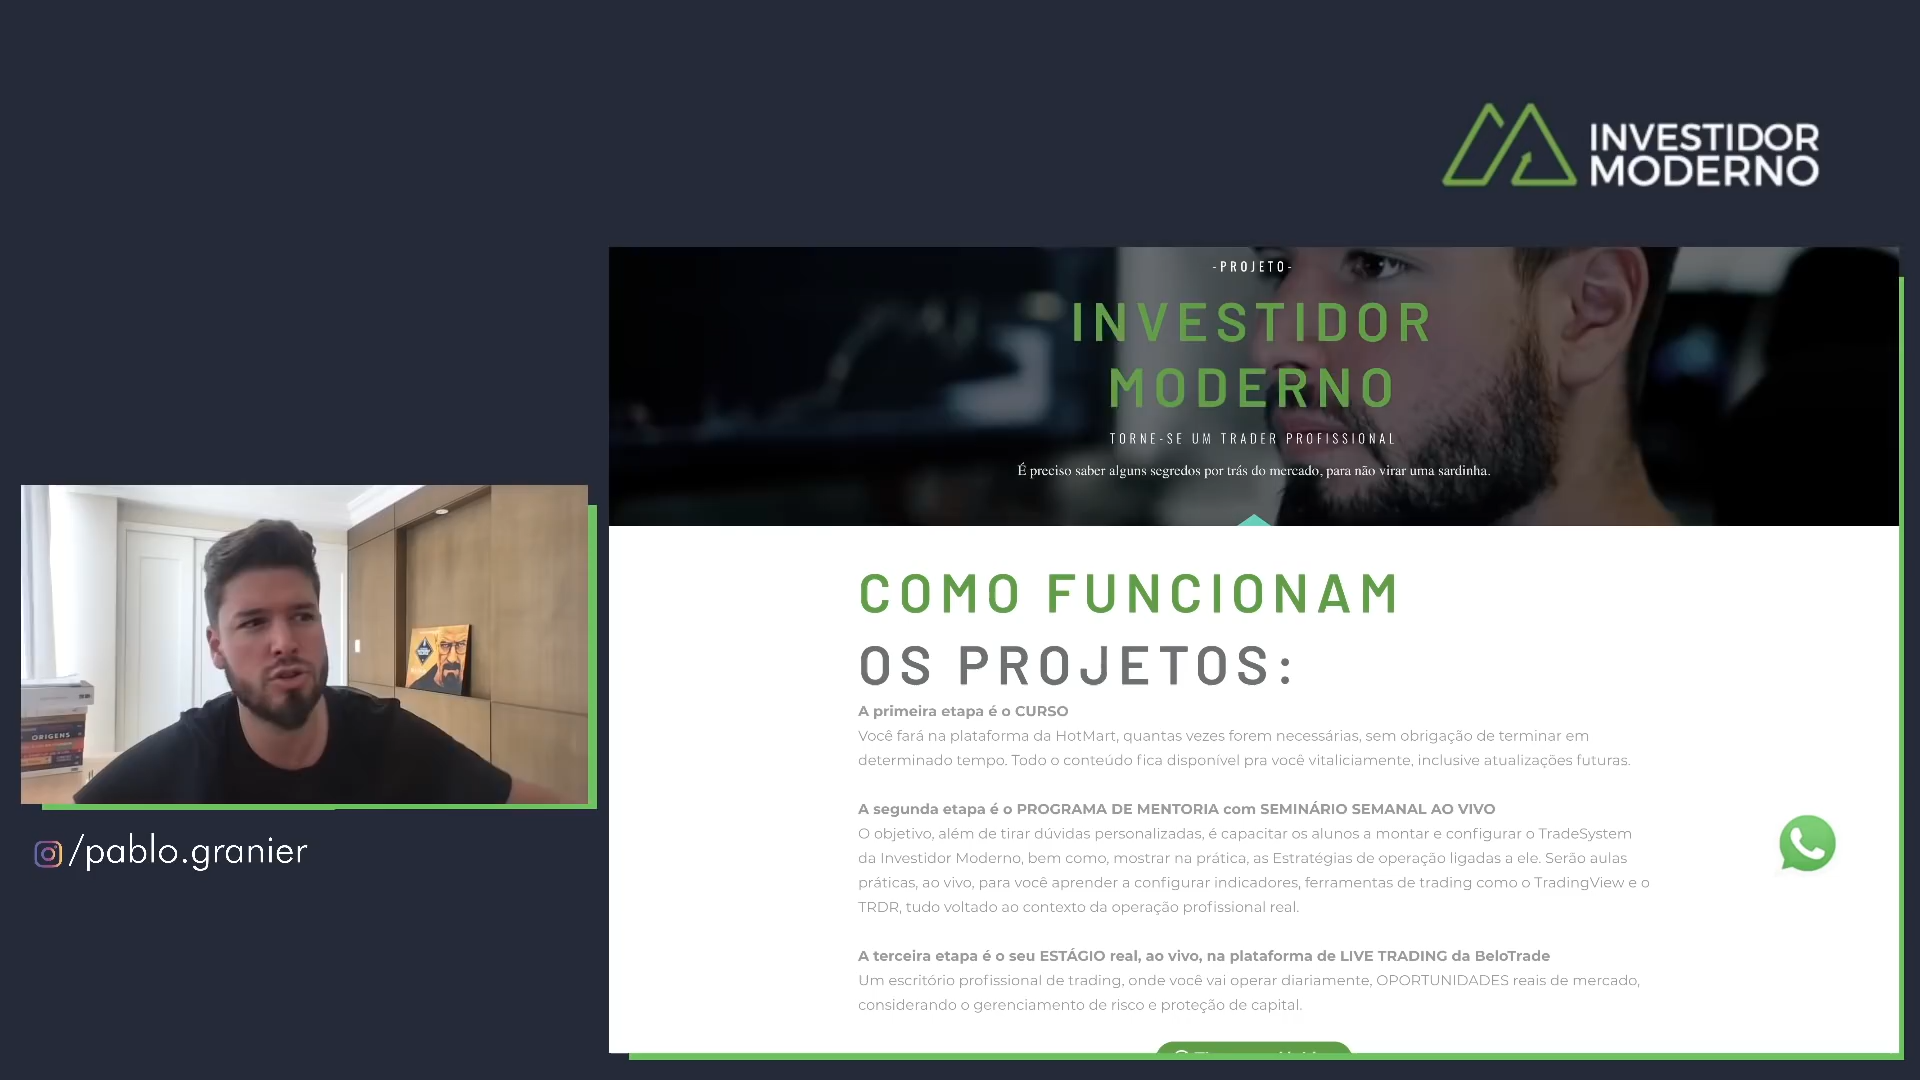 INVESTIDOR
MODERNO
-PROJETO-
INVESTIDOR
MODERNO
TORNE-SE UM TRADER PROFISSIONAL
É preciso saber alguns segredos por trás do mercado, para não virar uma sardinha.
COMO FUNCIONAM
OS PROJETOS:
A primeira etapa é o CURSO
Você fará na plataforma da HotMart, quantas vezes forem necessárias, sem obrigação de terminar em
determinado tempo. Todo o conteúdo fica disponível pra você vitaliciamente, inclusive atualizações futuras.
A segunda etapa é o PROGRAMA DE MENTORIA com SEMINÁRIO SEMANAL AO VIVO
O objetivo, além de tirar dúvidas personalizadas, é capacitar os alunos a montar e configurar o TradeSystem
da Investidor Moderno, bem como, mostrar na prática, as Estratégias de operação ligadas a ele. Serão aulas
práticas, ao vivo, para você aprender a configurar indicadores, ferramentas de trading como o TradingView e o
TRDR, tudo voltado ao contexto da operação profissional real.
A terceira etapa é o seu ESTÁGIO real, ao vivo, na plataforma de LIVE TRADING da BeloTrade
Um escritório profissional de trading, onde você vai operar diariamente, OPORTUNIDADES reais de mercado,
considerando o gerenciamento de risco e proteção de capital.
ORIGENS
/pablo.granier